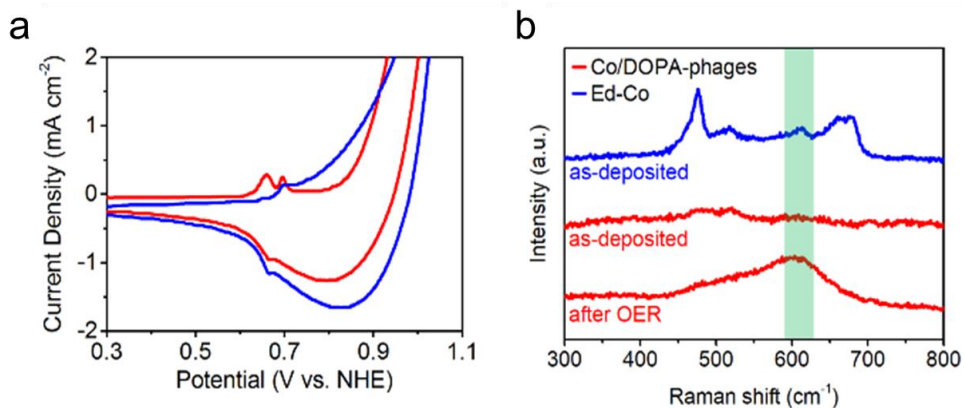 a
2
1
0
-1
-2
Current Density (mA cm⁻²)
0.3
0.5
0.7
0.9
1.1
Potential (V vs. NHE)
b
Co/DOPA-phages
Ed-Co
as-deposited
as-deposited
after OER
Intensity (a.u.)
300
400
500
600
700
800
Raman shift (cm⁻¹)